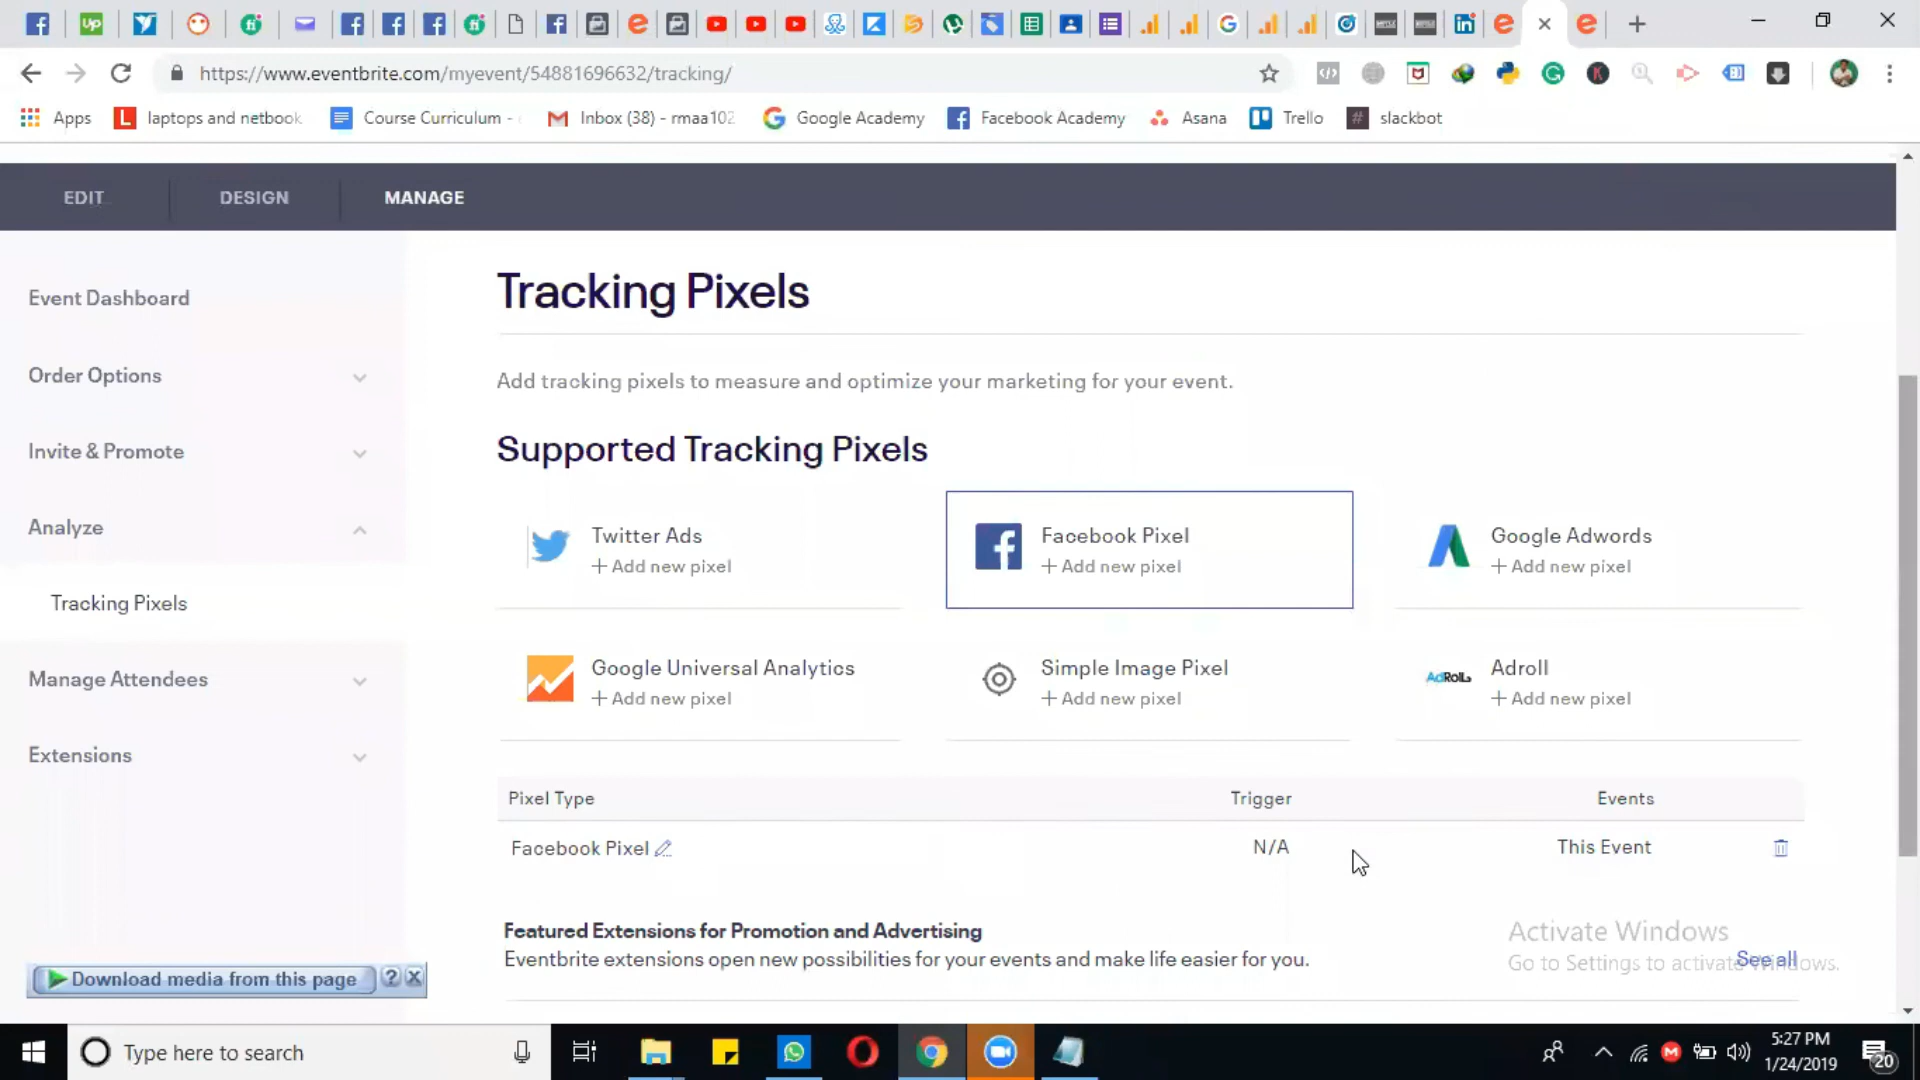 https://www.eventbrite.com/myevent/54881696632/tracking/
Apps
laptops and netbook
Course Curriculum -
Inbox (38) - rmaa102
Google Academy
Facebook Academy
Asana
Trello
slackbot
EDIT
DESIGN
MANAGE
Event Dashboard
Order Options
Invite & Promote
Analyze
Tracking Pixels
Manage Attendees
Extensions
Tracking Pixels
Add tracking pixels to measure and optimize your marketing for your event.
Supported Tracking Pixels
Twitter Ads
+ Add new pixel
Facebook Pixel
+ Add new pixel
Google Adwords
+ Add new pixel
Google Universal Analytics
+ Add new pixel
Simple Image Pixel
+ Add new pixel
AdRoll
Adroll
+ Add new pixel
Pixel Type Trigger Events
Facebook Pixel N/A This Event
Featured Extensions for Promotion and Advertising
Eventbrite extensions open new possibilities for your events and make life easier for you.
See all
Activate Windows
Go to Settings to activate Windows.
Download media from this page
Type here to search
5:27 PM
1/24/2019
20